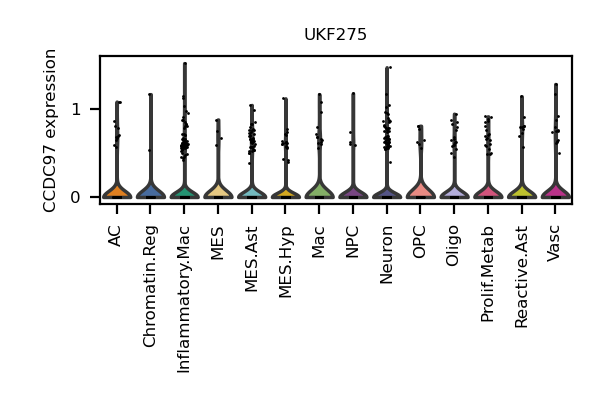 UKF275
CCDC97 expression
1
0
AC
Chromatin.Reg
Inflammatory.Mac
MES
MES.Ast
MES.Hyp
Mac
NPC
Neuron
OPC
Oligo
Prolif.Metab
Reactive.Ast
Vasc